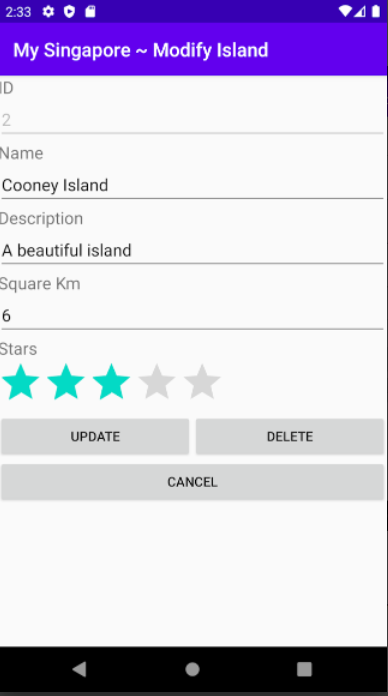 2:33
My Singapore ~ Modify Island
ID
2
Name
Cooney Island
Description
A beautiful island
Square Km
6
Stars
UPDATE DELETE
CANCEL